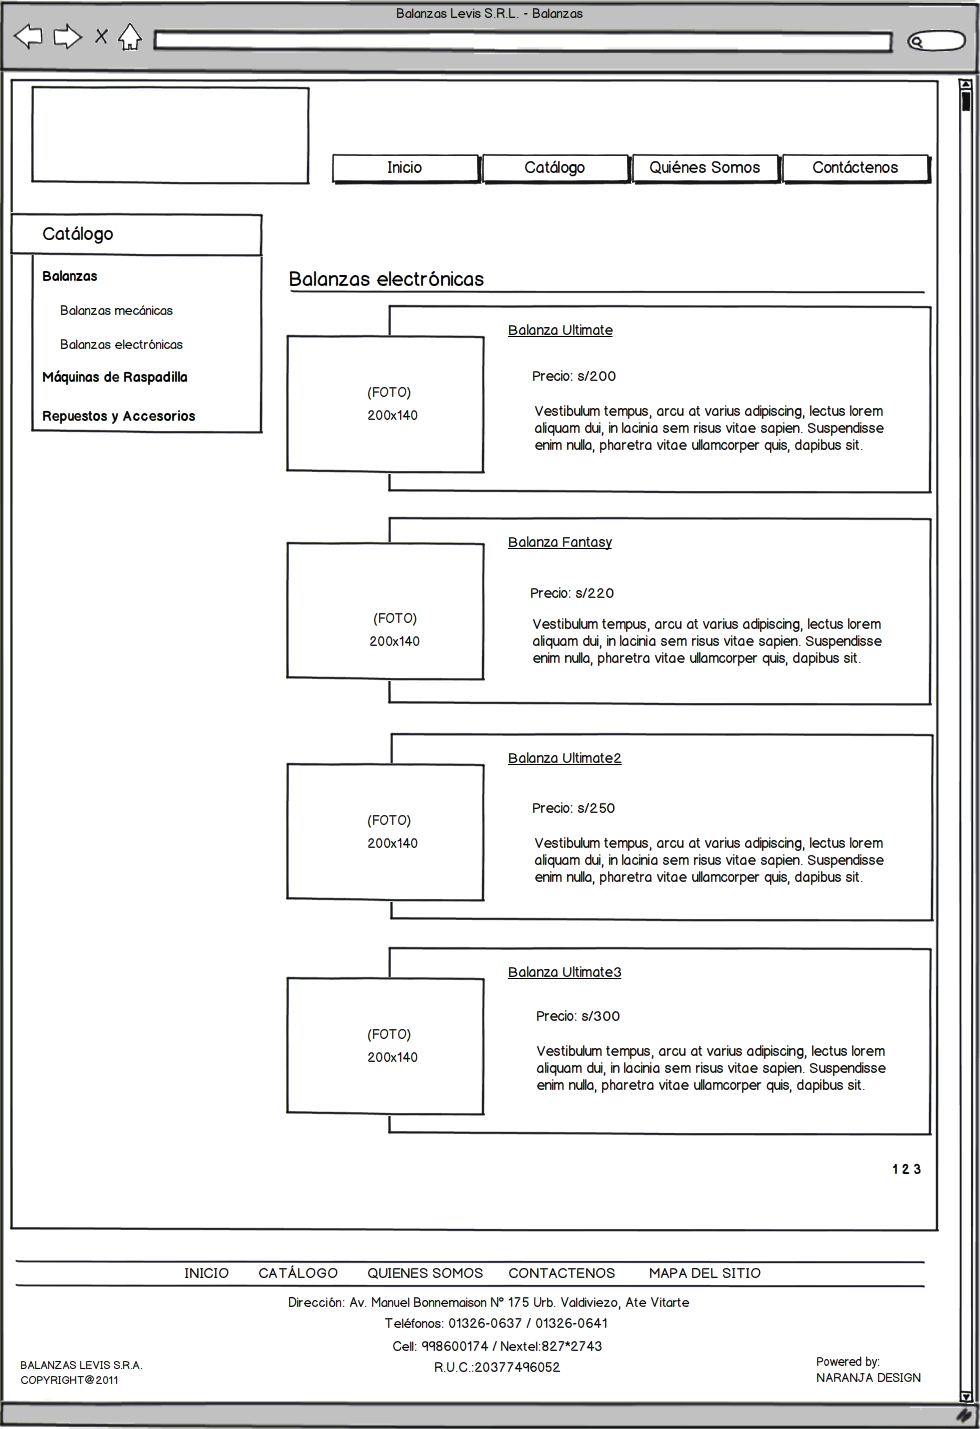 Balanzas Levis S.R.L. - Balanzas
Inicio
Catálogo
Quiénes Somos
Contáctenos
Catálogo
Balanzas
Balanzas mecánicas
Balanzas electrónicas
Máquinas de Raspadilla
Repuestos y Accesorios
Balanzas electrónicas
(FOTO)
200x140
Balanza Ultimate
Precio: s/200
Vestibulum tempus, arcu at varius adipiscing, lectus lorem
aliquam dui, in lacinia sem risus vitae sapien. Suspendisse
enim nulla, pharetra vitae ullamcorper quis, dapibus sit.
(FOTO)
200x140
Balanza Fantasy
Precio: s/220
Vestibulum tempus, arcu at varius adipiscing, lectus lorem
aliquam dui, in lacinia sem risus vitae sapien. Suspendisse
enim nulla, pharetra vitae ullamcorper quis, dapibus sit.
(FOTO)
200x140
Balanza Ultimate2
Precio: s/250
Vestibulum tempus, arcu at varius adipiscing, lectus lorem
aliquam dui, in lacinia sem risus vitae sapien. Suspendisse
enim nulla, pharetra vitae ullamcorper quis, dapibus sit.
(FOTO)
200x140
Balanza Ultimate3
Precio: s/300
Vestibulum tempus, arcu at varius adipiscing, lectus lorem
aliquam dui, in lacinia sem risus vitae sapien. Suspendisse
enim nulla, pharetra vitae ullamcorper quis, dapibus sit.
1 2 3
INICIO CATÁLOGO QUIENES SOMOS CONTACTENOS MAPA DEL SITIO
Dirección: Av. Manuel Bonnemaison Nº 175 Urb. Valdiviezo, Ate Vitarte
Teléfonos: 01326-0637 / 01326-0641
Cell: 998600174 / Nextel:827*2743
R.U.C.:20377496052
BALANZAS LEVIS S.R.A.
COPYRIGHT@2011
Powered by:
NARANJA DESIGN